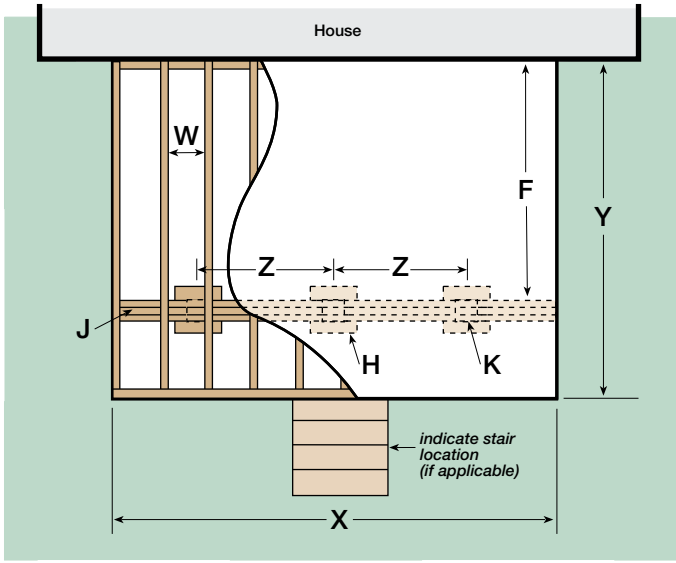 House
W
F
Y
Z
Z
J
H
K
indicate stair
location
(if applicable)
X